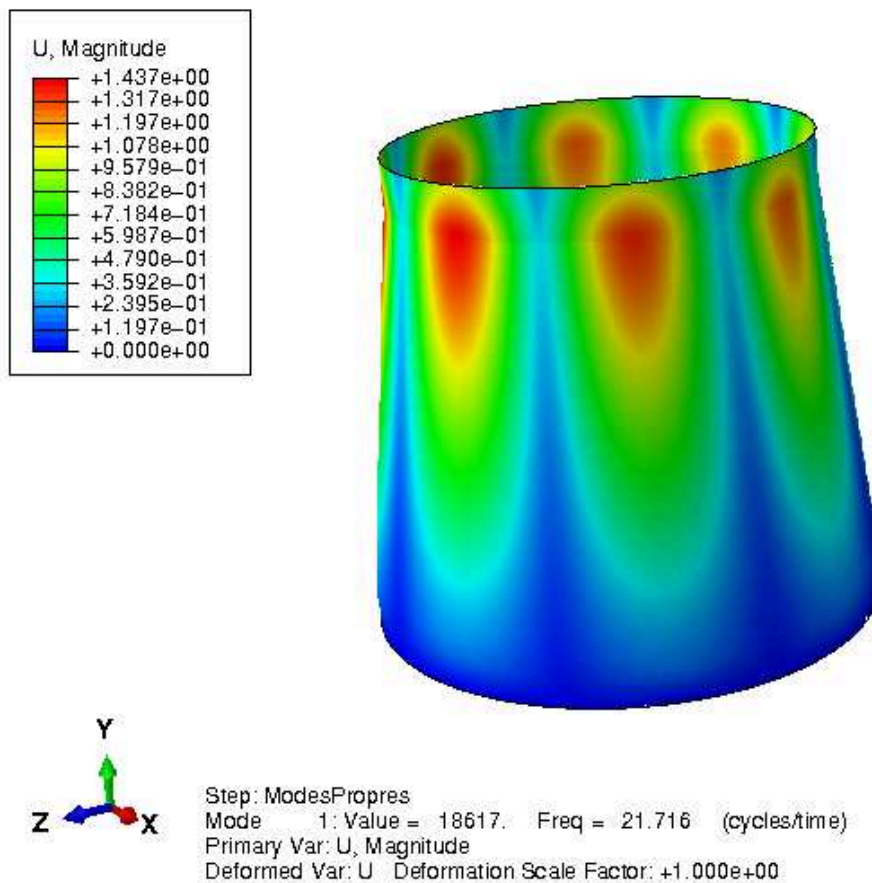 U, Magnitude
+1.437e+00
+1.317e+00
+1.197e+00
+1.078e+00
+9.579e-01
+8.382e-01
+7.184e-01
+5.987e-01
+4.790e-01
+3.592e-01
+2.395e-01
+1.197e-01
+0.000e+00
Y
Z X
Step: ModesPropres
Mode 1: Value = 18617. Freq = 21.716 (cycles/time)
Primary Var: U, Magnitude
Deformed Var: U Deformation Scale Factor: +1.000e+00